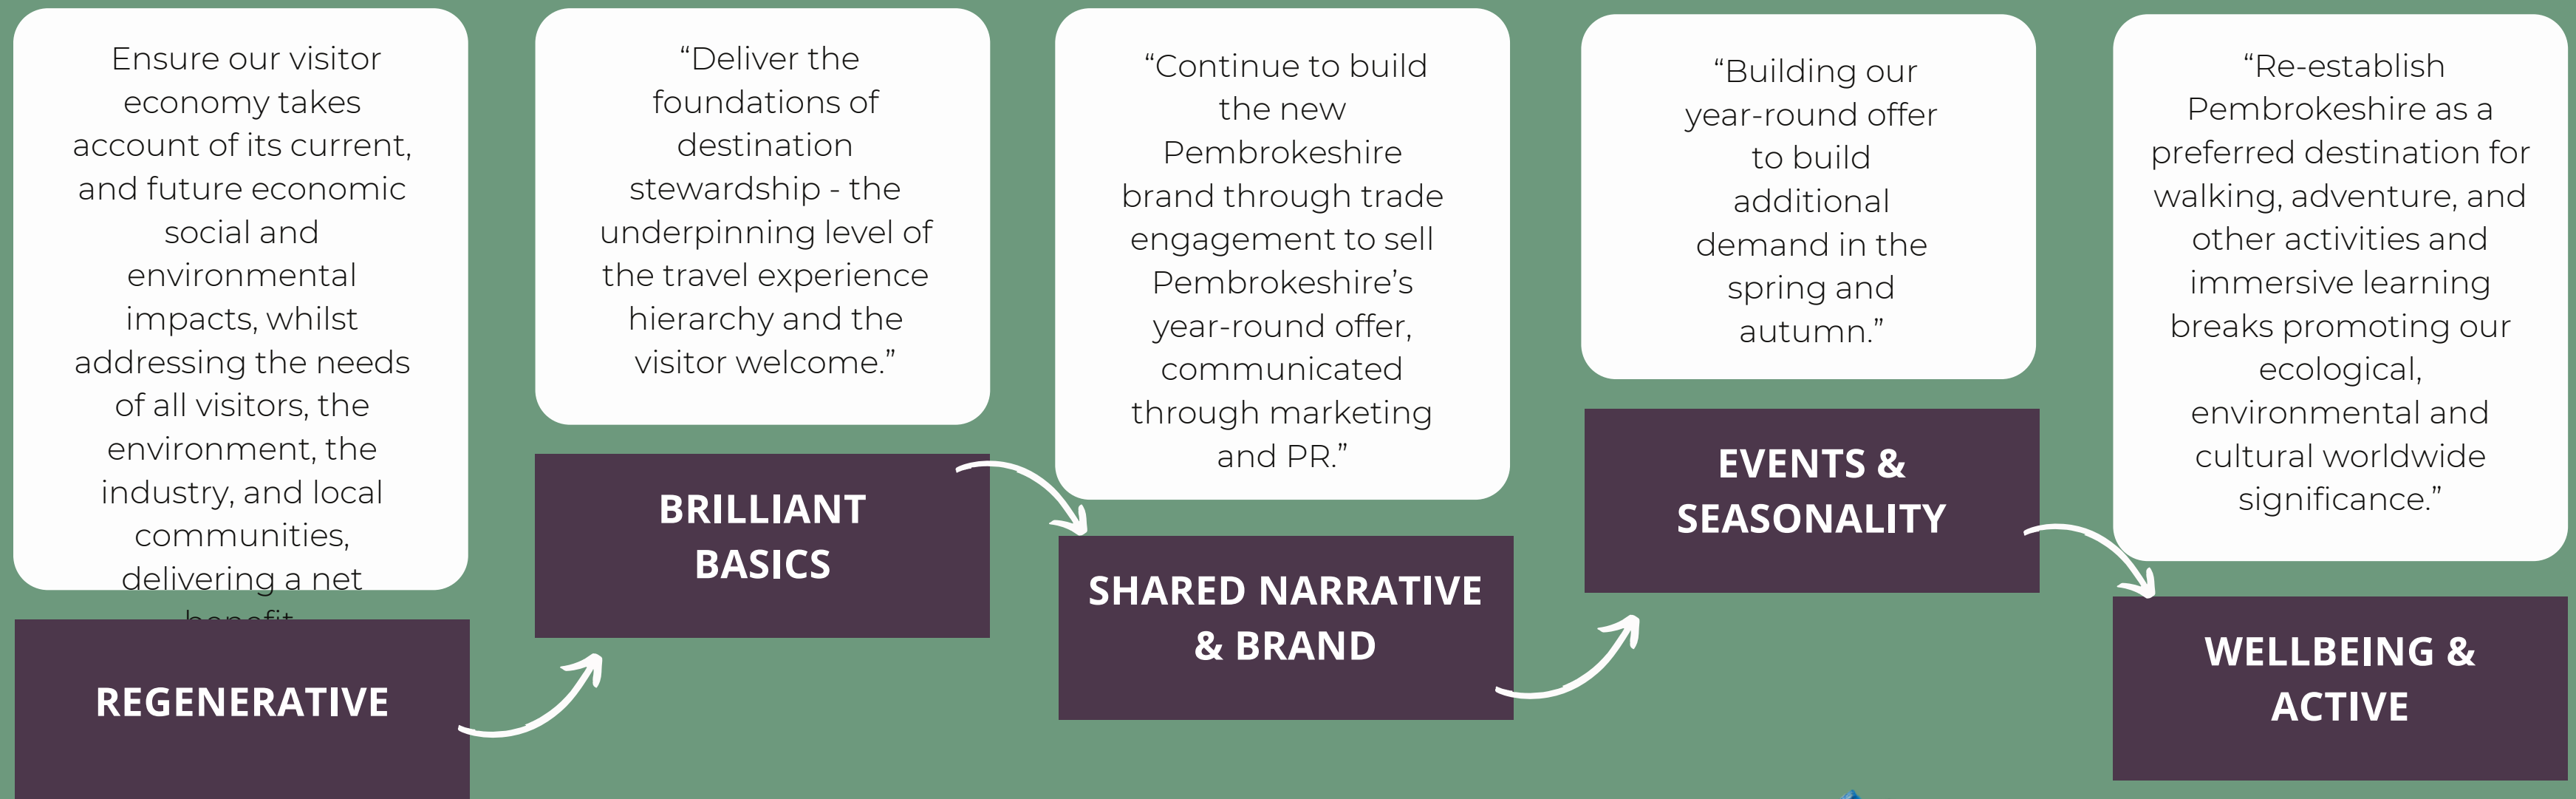 Ensure our visitor
economy takes
account of its current,
and future economic
social and
environmental
impacts, whilst
addressing the needs
of all visitors, the
environment, the
industry, and local
communities,
delivering a net
benefit
REGENERATIVE
“Deliver the
foundations of
destination
stewardship - the
underpinning level of
the travel experience
hierarchy and the
visitor welcome.”
BRILLIANT
BASICS
“Continue to build
the new
Pembrokeshire
brand through trade
engagement to sell
Pembrokeshire’s
year-round offer,
communicated
through marketing
and PR.”
SHARED NARRATIVE
& BRAND
“Building our
year-round offer
to build
additional
demand in the
spring and
autumn.”
EVENTS &
SEASONALITY
“Re-establish
Pembrokeshire as a
preferred destination for
walking, adventure, and
other activities and
immersive learning
breaks promoting our
ecological,
environmental and
cultural worldwide
significance.”
WELLBEING &
ACTIVE